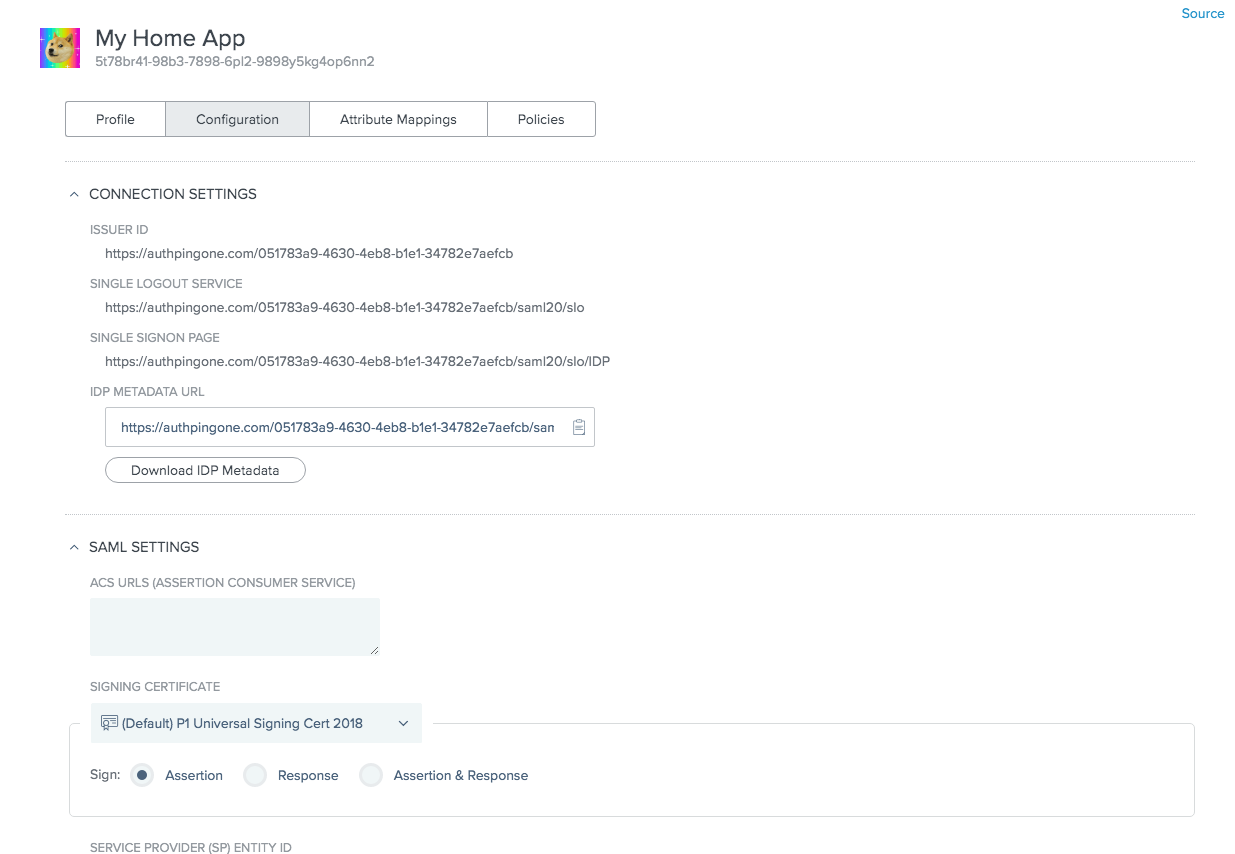 Source
My Home App
5t78br41-98b3-7898-6pl2-9898y5kg4op6nn2
Profile
Configuration
Attribute Mappings
Policies
CONNECTION SETTINGS
ISSUER ID
https://authpingone.com/051783a9-4630-4eb8-b1e1-34782e7aefcb
SINGLE LOGOUT SERVICE
https://authpingone.com/051783a9-4630-4eb8-b1e1-34782e7aefcb/saml20/slo
SINGLE SIGNON PAGE
https://authpingone.com/051783a9-4630-4eb8-b1e1-34782e7aefcb/saml20/slo/IDP
IDP METADATA URL
https://authpingone.com/051783a9-4630-4eb8-b1e1-34782e7aefcb/sam
Download IDP Metadata
SAML SETTINGS
ACS URLS (ASSERTION CONSUMER SERVICE)
SIGNING CERTIFICATE
(Default) P1 Universal Signing Cert 2018
Sign: Assertion Response Assertion & Response
SERVICE PROVIDER (SP) ENTITY ID